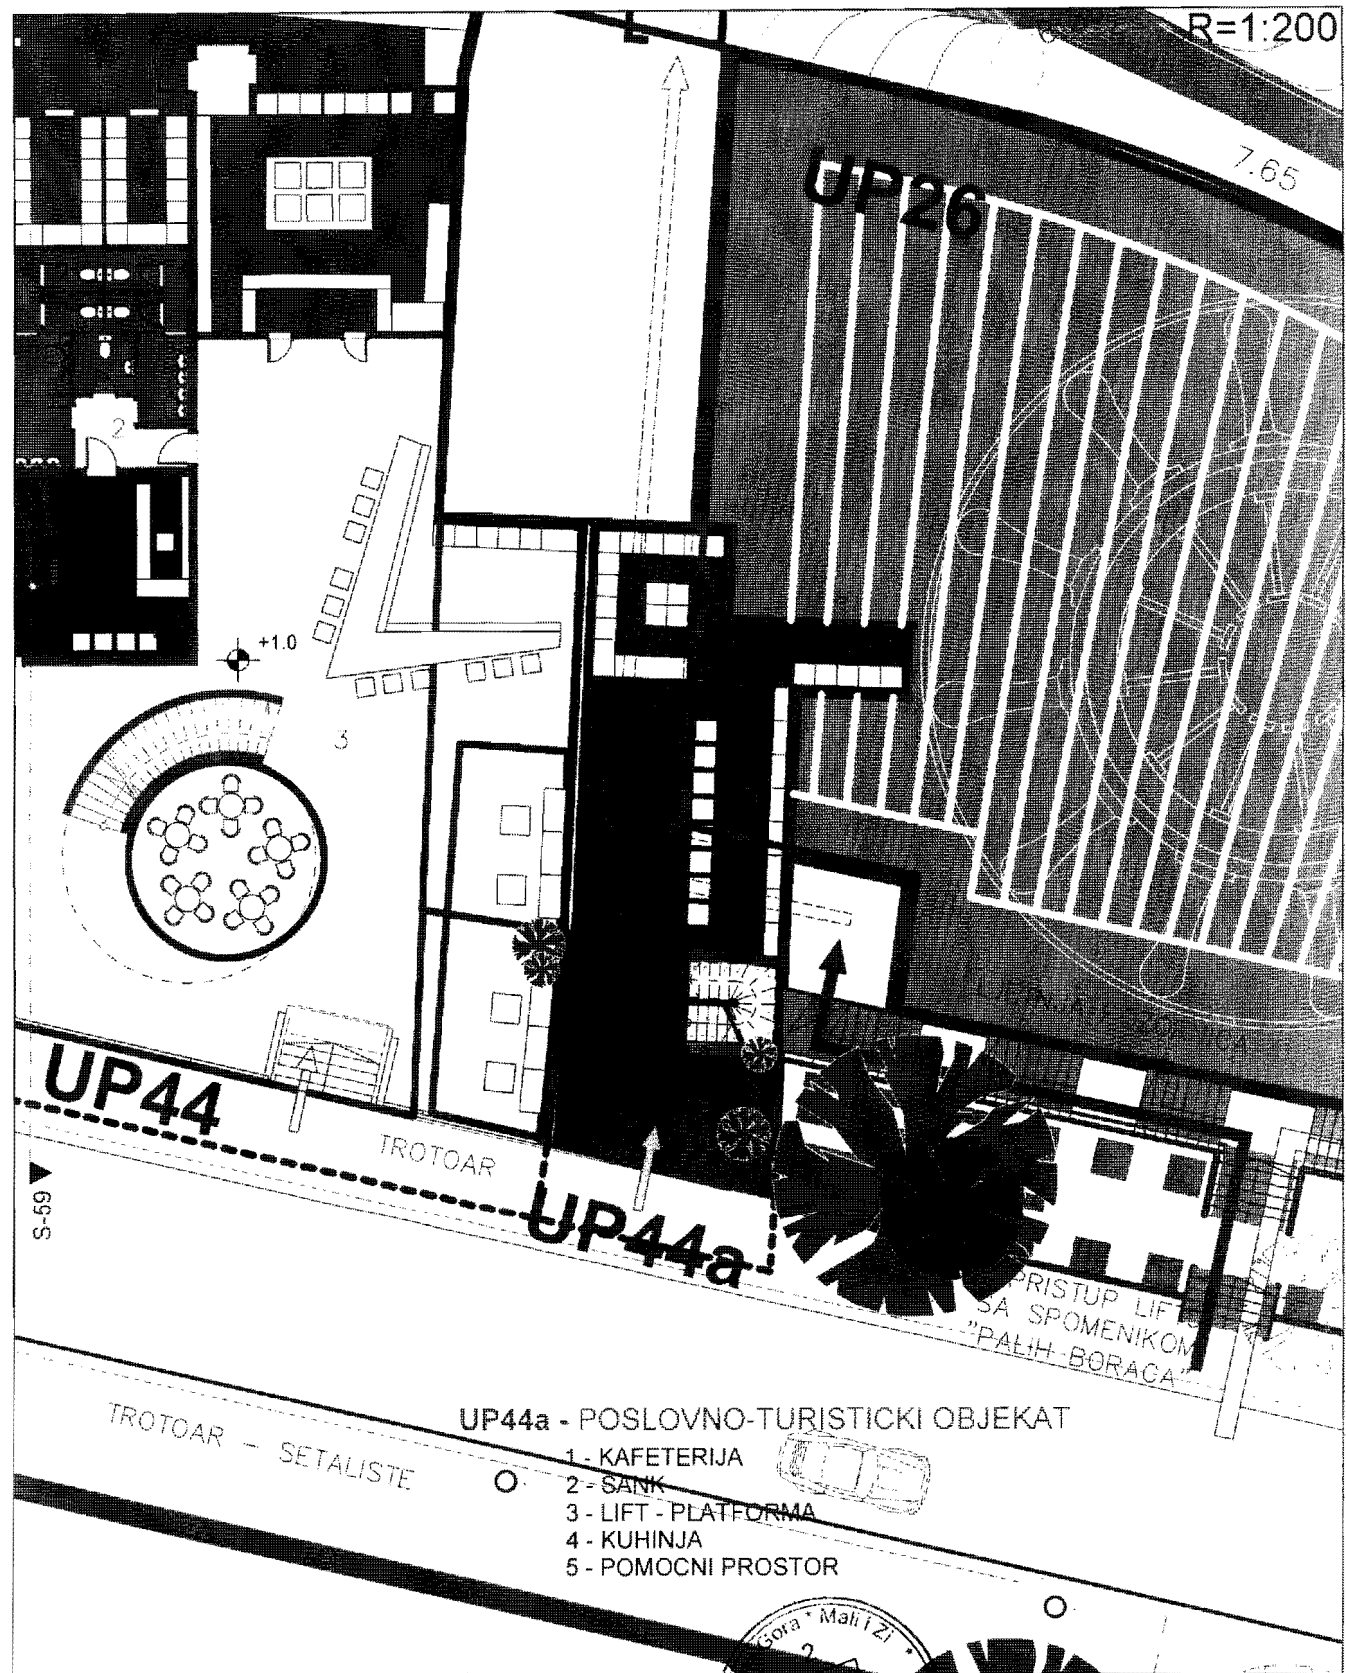 R=1:200
7.65
UP26
2
+1.0
3
UP44
TROTOAR
S-59
UP44a
PRISTUP LIFTU
SA SPOMENIKOM
"PALIH BORACA"
TROTOAR - SETALISTE
UP44a - POSLOVNO-TURISTICKI OBJEKAT
1 - KAFETERIJA
2 - SANK
3 - LIFT - PLATFORMA
4 - KUHINJA
5 - POMOCNI PROSTOR
Gora * Mali i Zi *
2